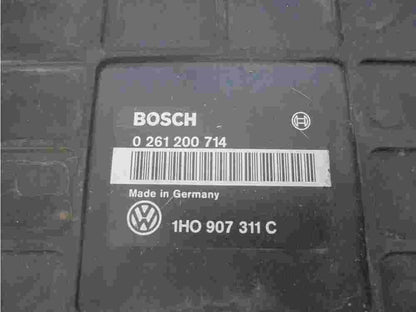 BOSCH
0 261 200 714
Made in Germany
1HO 907 311 C